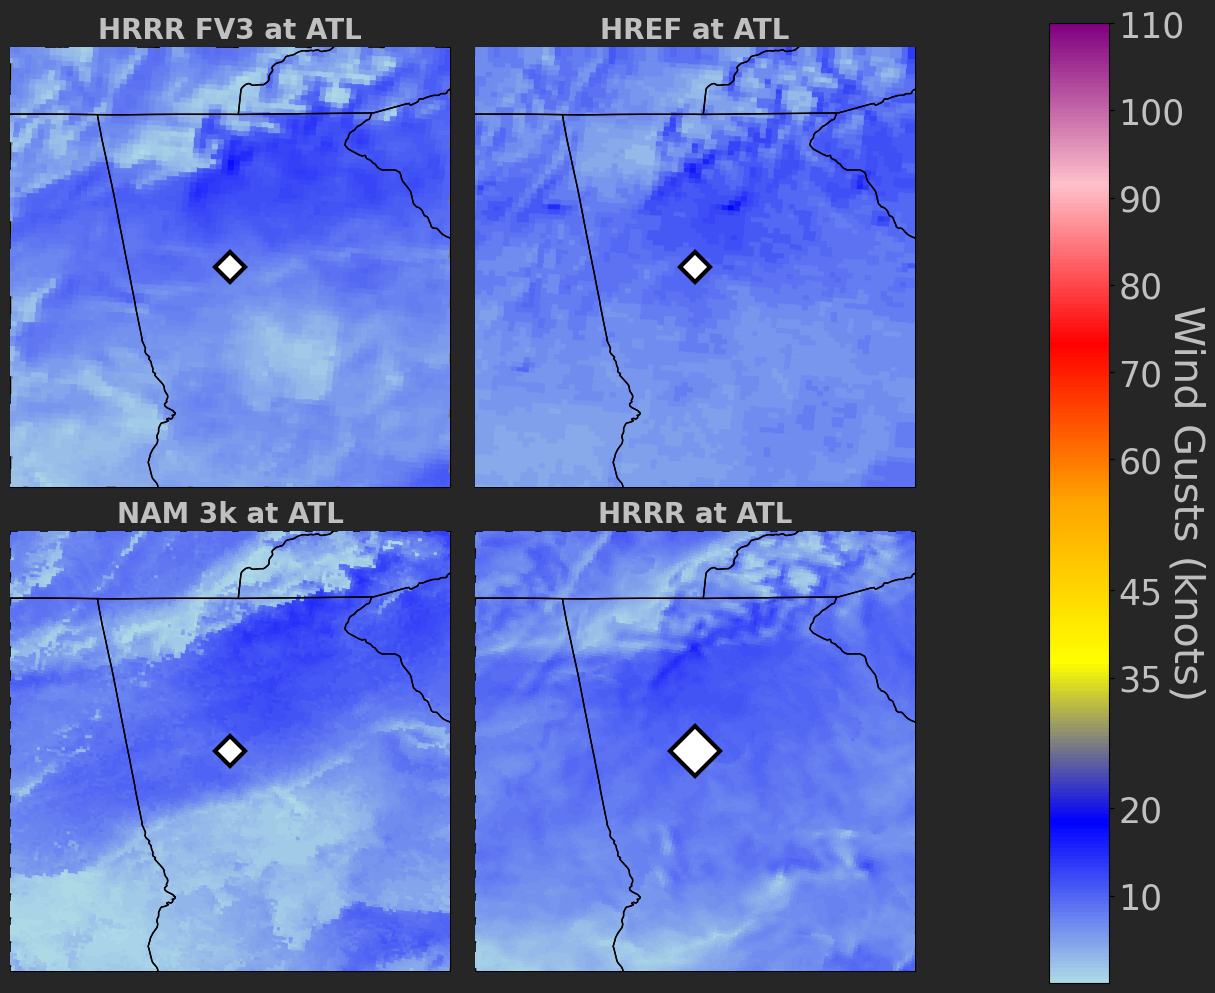 HRRR FV3 at ATL
HREF at ATL
NAM 3k at ATL
HRRR at ATL
110
100
90
80
70
60
45
35
20
10
Wind Gusts (knots)